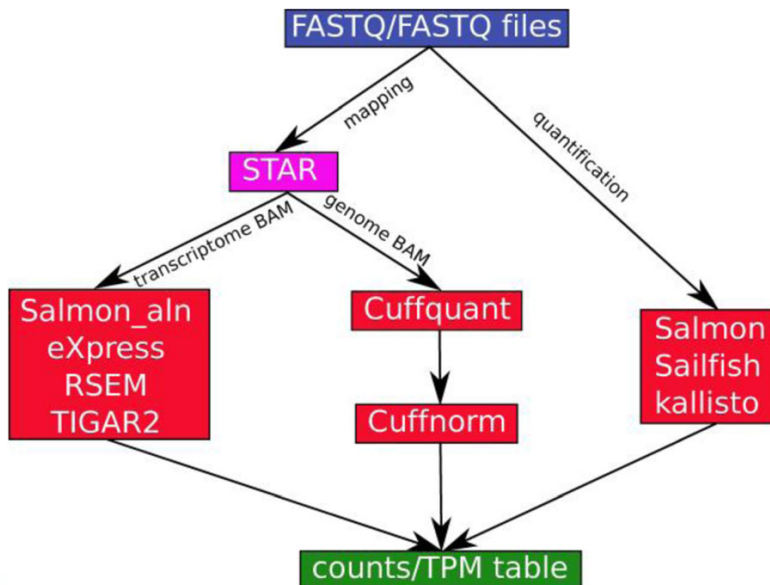 FASTQ/FASTQ files
mapping
quantification
STAR
transcriptome BAM
genome BAM
Salmon_aln
eXpress
RSEM
TIGAR2
Cuffquant
Salmon
Sailfish
kallisto
Cuffnorm
counts/TPM table